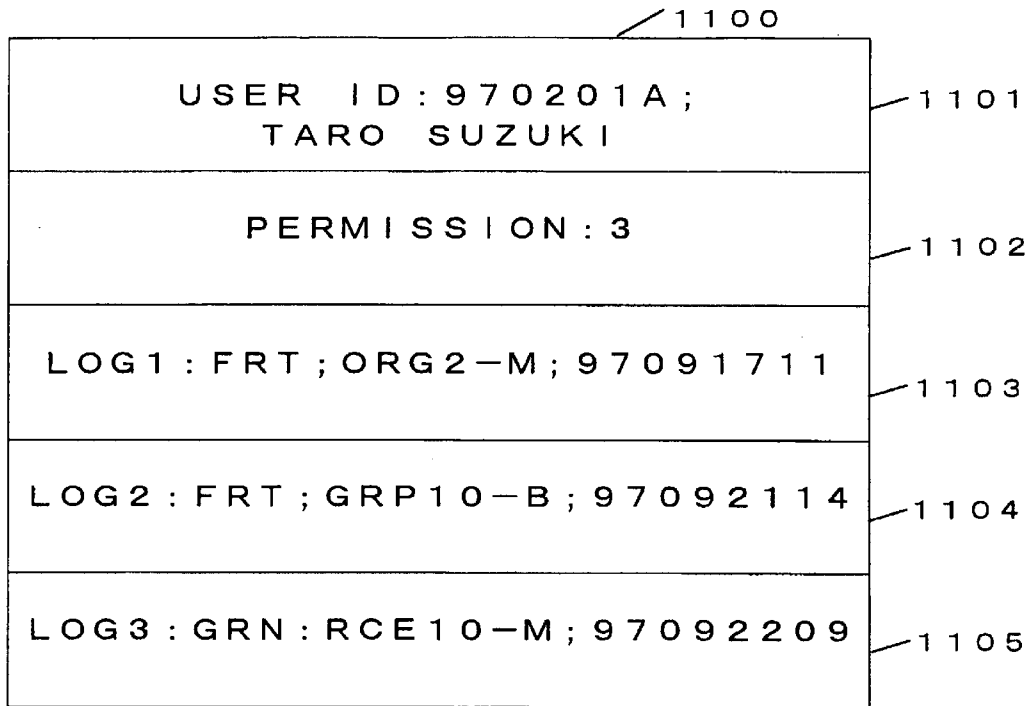 1100
USER ID:970201A;
TARO SUZUKI
1101
PERMISSION:3
1102
LOG1:FRT;ORG2-M;97091711
1103
LOG2:FRT;GRP10-B;97092114
1104
LOG3:GRN:RCE10-M;97092209
1105